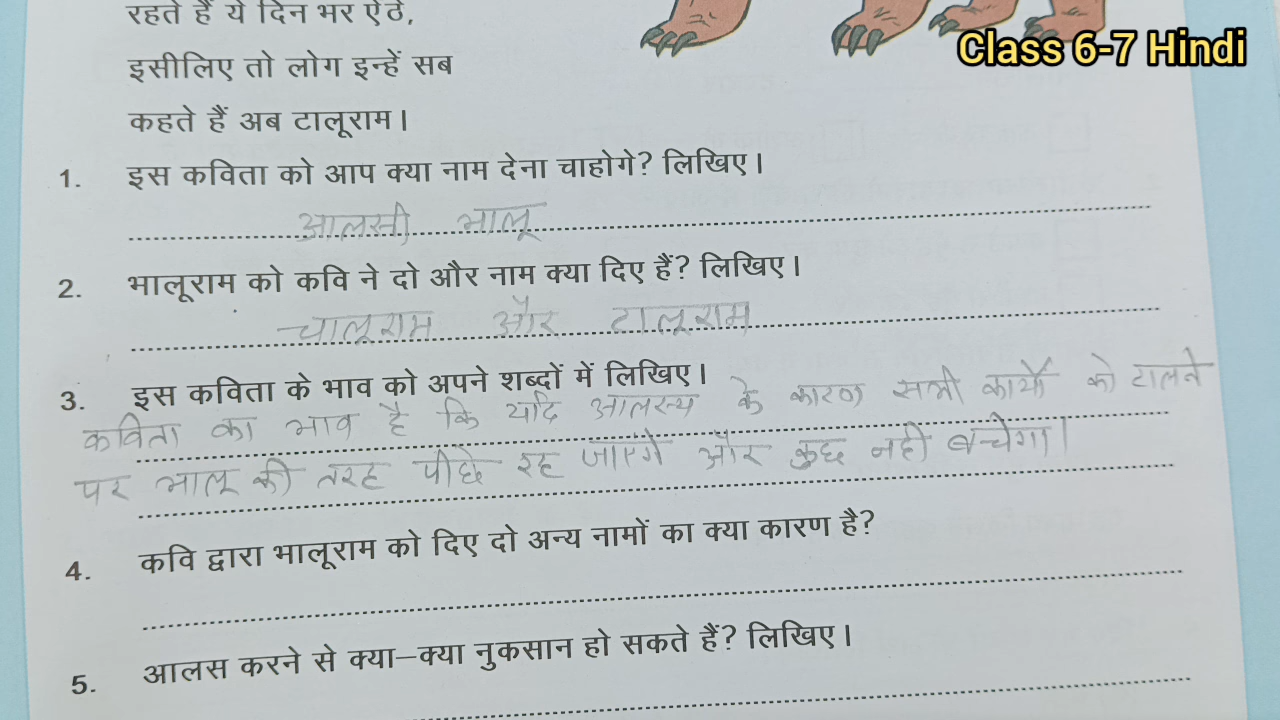 रहते हैं ये दिन भर ऐंठे,
Class 6-7 Hindi
इसीलिए तो लोग इन्हें सब
कहते हैं अब टालूराम।
1. इस कविता को आप क्या नाम देना चाहोगे? लिखिए।
आलसी भालू
2. भालूराम को कवि ने दो और नाम क्या दिए हैं? लिखिए।
चालूराम और टालूराम
3. इस कविता के भाव को अपने शब्दों में लिखिए।
कविता का भाव है कि यदि आलस्य के कारण सभी कार्यों को टालने
पर भालू की तरह पीछे रह जाएंगे और कुछ नही बचेगा।
4. कवि द्वारा भालूराम को दिए दो अन्य नामों का क्या कारण है?
5. आलस करने से क्या–क्या नुकसान हो सकते हैं? लिखिए।